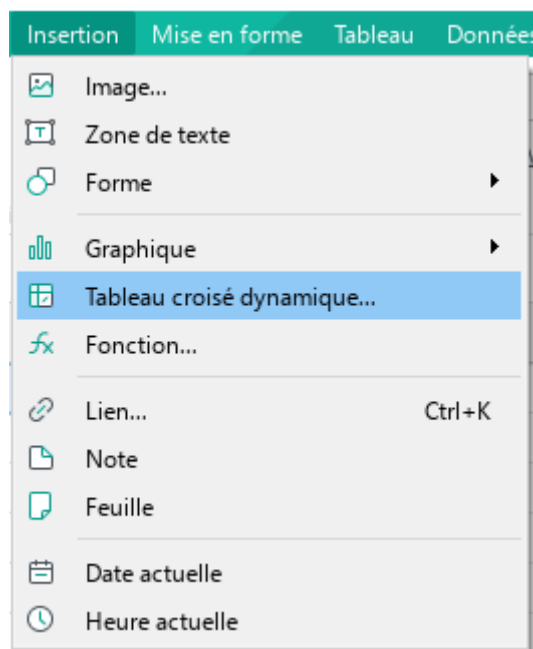 Insertion Mise en forme Tableau Données
Image...
Zone de texte
Forme
Graphique
Tableau croisé dynamique...
Fonction...
Lien... Ctrl+K
Note
Feuille
Date actuelle
Heure actuelle